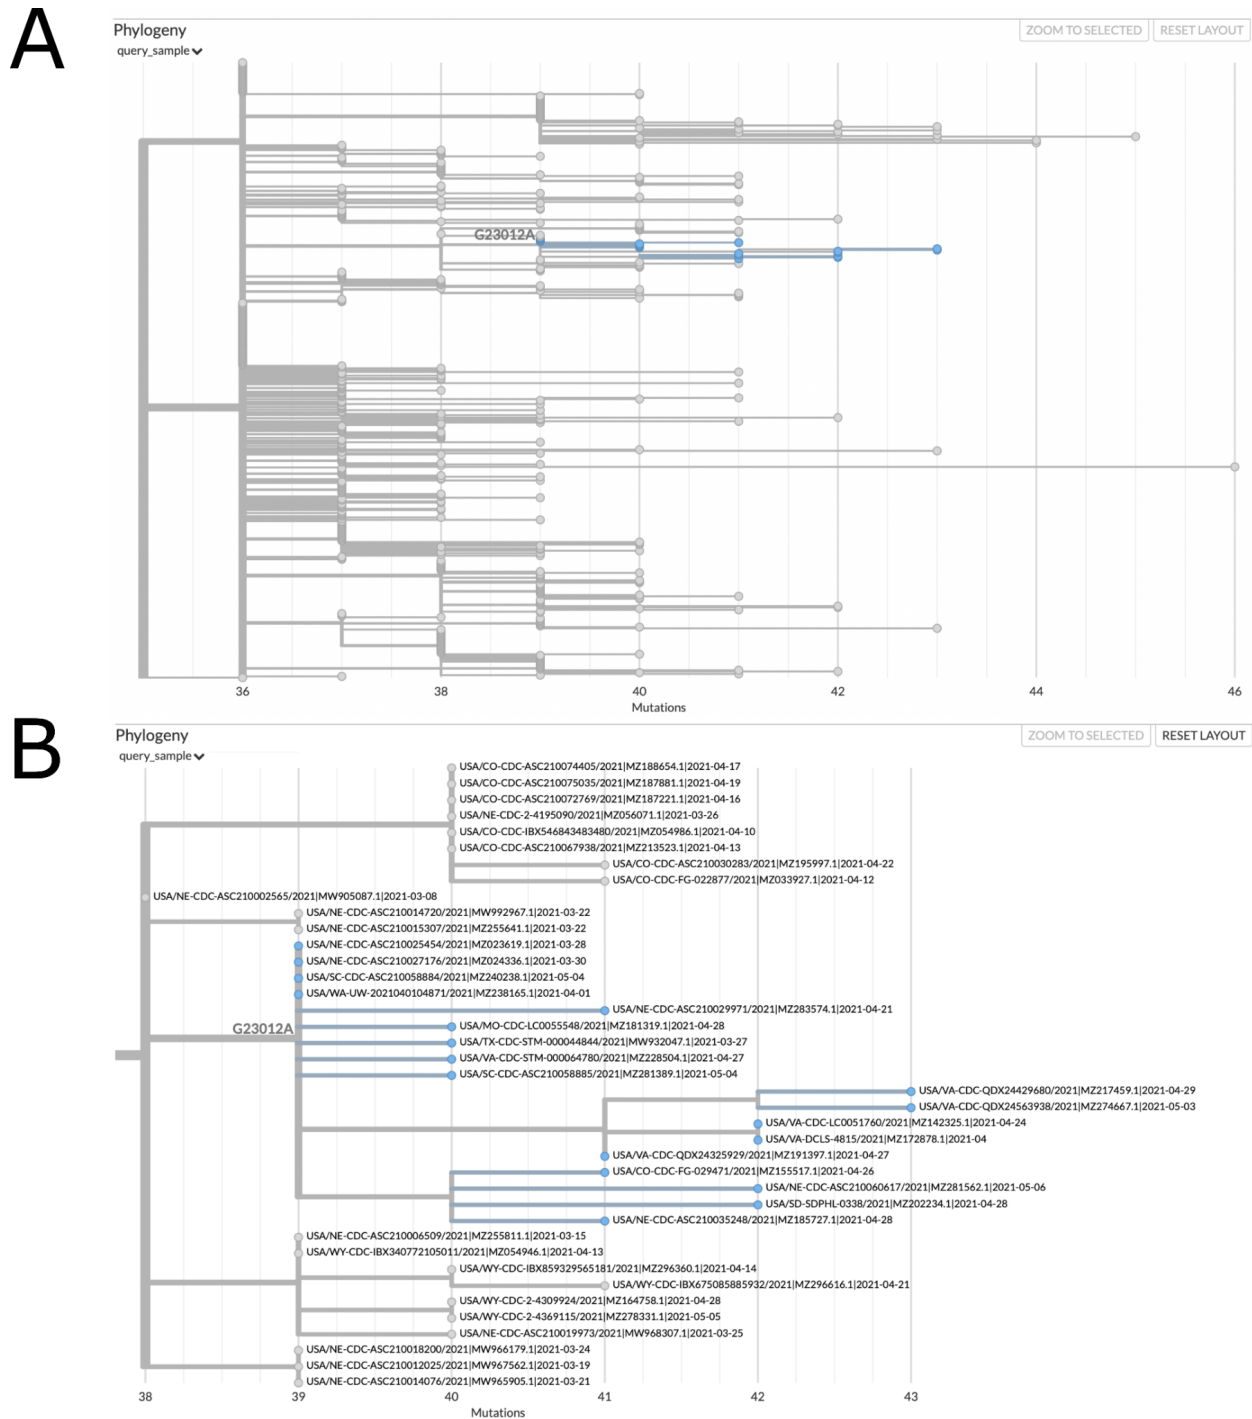 A
Phylogeny
ZOOM TO SELECTED
RESET LAYOUT
query_sample
G23012A
36
38
40
42
44
46
Mutations
B
Phylogeny
ZOOM TO SELECTED
RESET LAYOUT
query_sample
USA/CO-CDC-ASC210074405/2021|MZ188654.1|2021-04-17
USA/CO-CDC-ASC210075035/2021|MZ187881.1|2021-04-19
USA/CO-CDC-ASC210072769/2021|MZ187221.1|2021-04-16
USA/NE-CDC-2-4195090/2021|MZ056071.1|2021-03-26
USA/CO-CDC-IBX546843483480/2021|MZ054986.1|2021-04-10
USA/CO-CDC-ASC210067938/2021|MZ213523.1|2021-04-13
USA/CO-CDC-ASC210030283/2021|MZ195997.1|2021-04-22
USA/CO-CDC-FG-022877/2021|MZ033927.1|2021-04-12
USA/NE-CDC-ASC210002565/2021|MW905087.1|2021-03-08
USA/NE-CDC-ASC210014720/2021|MW992967.1|2021-03-22
USA/NE-CDC-ASC210015307/2021|MZ255641.1|2021-03-22
USA/NE-CDC-ASC210025454/2021|MZ023619.1|2021-03-28
USA/NE-CDC-ASC210027176/2021|MZ024336.1|2021-03-30
USA/SC-CDC-ASC210058884/2021|MZ240238.1|2021-05-04
USA/WA-UW-2021040104871/2021|MZ238165.1|2021-04-01
USA/NE-CDC-ASC210029971/2021|MZ283574.1|2021-04-21
G23012A
USA/MO-CDC-LC0055548/2021|MZ181319.1|2021-04-28
USA/TX-CDC-STM-000044844/2021|MW932047.1|2021-03-27
USA/VA-CDC-STM-000064780/2021|MZ228504.1|2021-04-27
USA/SC-CDC-ASC210058885/2021|MZ281389.1|2021-05-04
USA/VA-CDC-QDX24429680/2021|MZ217459.1|2021-04-29
USA/VA-CDC-QDX24563938/2021|MZ274667.1|2021-05-03
USA/VA-CDC-LC0051760/2021|MZ142325.1|2021-04-24
USA/VA-DCLS-4815/2021|MZ172878.1|2021-04
USA/VA-CDC-QDX24325929/2021|MZ191397.1|2021-04-27
USA/CO-CDC-FG-029471/2021|MZ155517.1|2021-04-26
USA/NE-CDC-ASC210060617/2021|MZ281562.1|2021-05-06
USA/SD-SDPHL-0338/2021|MZ202234.1|2021-04-28
USA/NE-CDC-ASC210035248/2021|MZ185727.1|2021-04-28
USA/NE-CDC-ASC210006509/2021|MZ255811.1|2021-03-15
USA/WY-CDC-IBX340772105011/2021|MZ054946.1|2021-04-13
USA/WY-CDC-IBX859329565181/2021|MZ296360.1|2021-04-14
USA/WY-CDC-IBX675085885932/2021|MZ296616.1|2021-04-21
USA/WY-CDC-2-4309924/2021|MZ164758.1|2021-04-28
USA/WY-CDC-2-4369115/2021|MZ278331.1|2021-05-05
USA/NE-CDC-ASC210019973/2021|MW968307.1|2021-03-25
USA/NE-CDC-ASC210018200/2021|MW966179.1|2021-03-24
USA/NE-CDC-ASC210012025/2021|MW967562.1|2021-03-19
USA/NE-CDC-ASC210014076/2021|MW965905.1|2021-03-21
38
39
40
41
42
43
Mutations